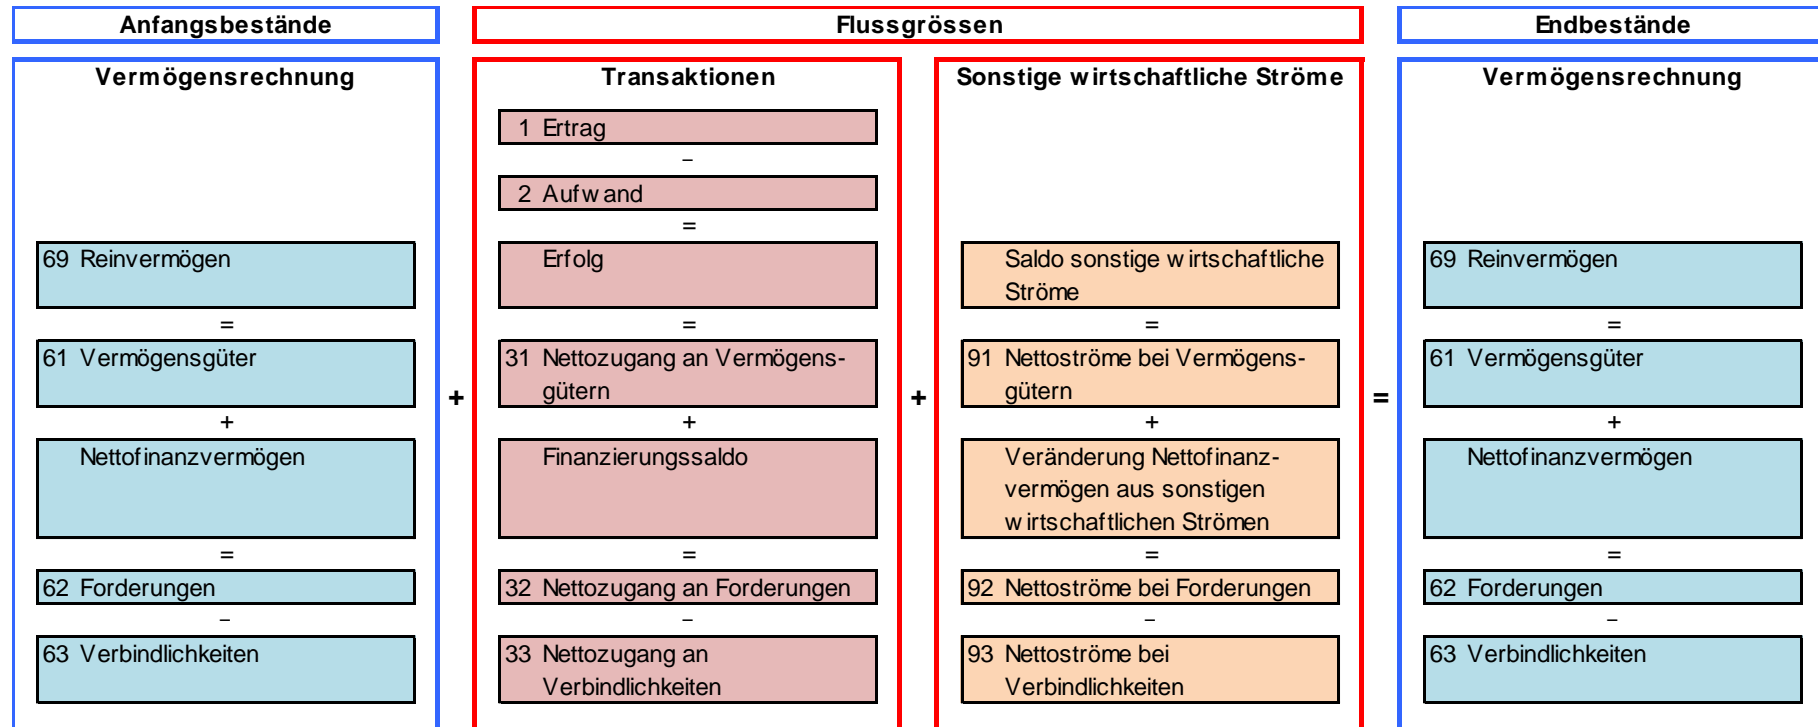 Anfangsbestände
Flussgrössen
Endbestände
Vermögensrechnung
Transaktionen
Sonstige wirtschaftliche Ströme
Vermögensrechnung
1 Ertrag
–
2 Aufwand
=
69 Reinvermögen
Erfolg
Saldo sonstige wirtschaftliche
Ströme
69 Reinvermögen
=
=
=
=
61 Vermögensgüter
31 Nettozugang an Vermögens-
gütern
91 Nettoströme bei Vermögens-
gütern
61 Vermögensgüter
+
+
=
+
+
+
+
Nettofinanzvermögen
Finanzierungssaldo
Veränderung Nettofinanz-
vermögen aus sonstigen
wirtschaftlichen Strömen
Nettofinanzvermögen
=
=
=
=
62 Forderungen
32 Nettozugang an Forderungen
92 Nettoströme bei Forderungen
62 Forderungen
–
–
–
–
63 Verbindlichkeiten
33 Nettozugang an
Verbindlichkeiten
93 Nettoströme bei
Verbindlichkeiten
63 Verbindlichkeiten